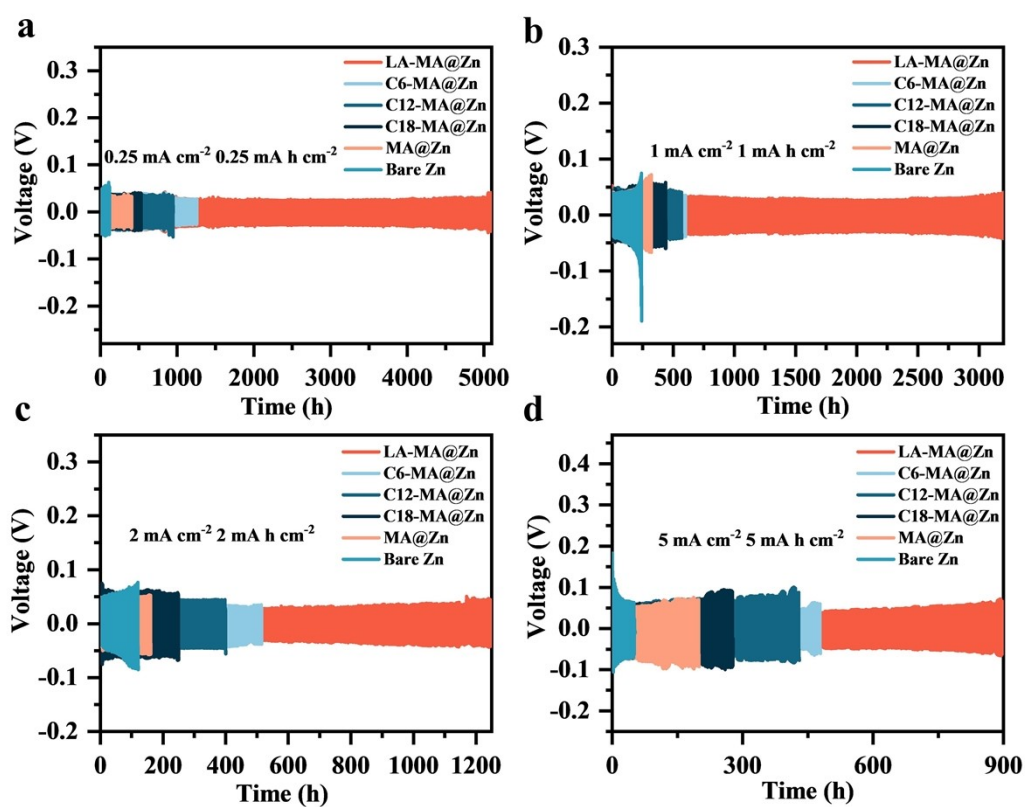 a
0.3
0.2
0.1
0.0
-0.1
-0.2
Voltage (V)
LA-MA@Zn
C6-MA@Zn
C12-MA@Zn
C18-MA@Zn
MA@Zn
Bare Zn
0.25 mA cm⁻² 0.25 mA h cm⁻²
0 1000 2000 3000 4000 5000
Time (h)
b
0.3
0.2
0.1
0.0
-0.1
-0.2
Voltage (V)
LA-MA@Zn
C6-MA@Zn
C12-MA@Zn
C18-MA@Zn
MA@Zn
Bare Zn
1 mA cm⁻² 1 mA h cm⁻²
0 500 1000 1500 2000 2500 3000
Time (h)
c
0.3
0.2
0.1
0.0
-0.1
-0.2
Voltage (V)
LA-MA@Zn
C6-MA@Zn
C12-MA@Zn
C18-MA@Zn
MA@Zn
Bare Zn
2 mA cm⁻² 2 mA h cm⁻²
0 200 400 600 800 1000 1200
Time (h)
d
0.4
0.3
0.2
0.1
0.0
-0.1
-0.2
Voltage (V)
LA-MA@Zn
C6-MA@Zn
C12-MA@Zn
C18-MA@Zn
MA@Zn
Bare Zn
5 mA cm⁻² 5 mA h cm⁻²
0 300 600 900
Time (h)